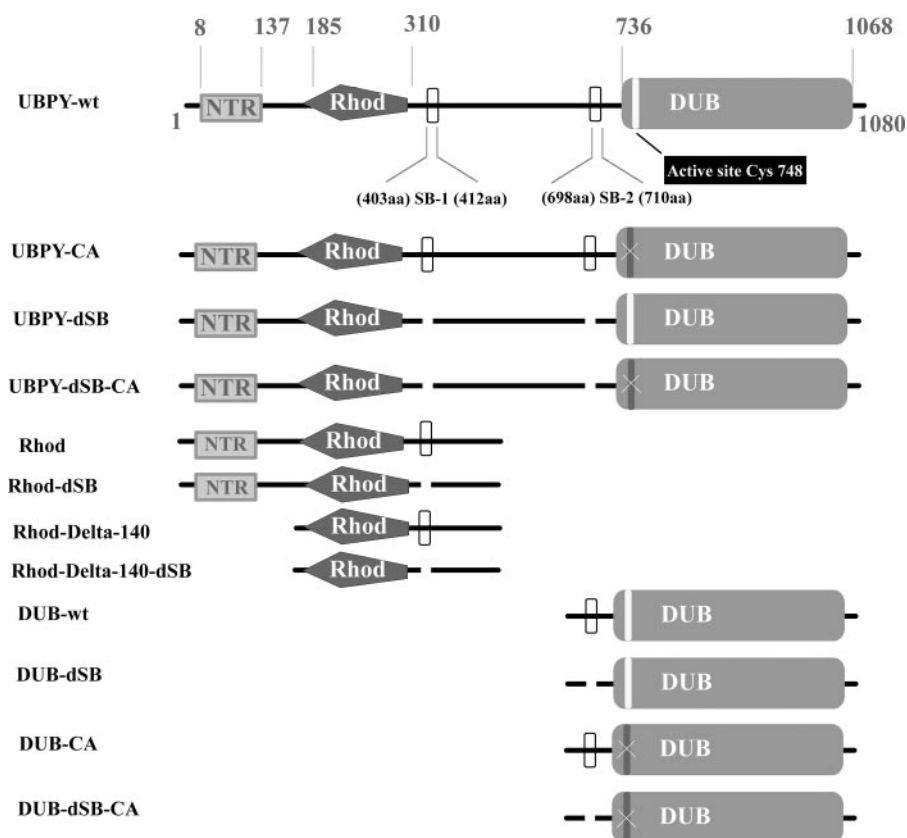 8 137 185 310 736 1068
UBPY-wt NTR Rhod DUB
1 1080
Active site Cys 748
(403aa) SB-1 (412aa) (698aa) SB-2 (710aa)
UBPY-CA NTR Rhod DUB
UBPY-dSB NTR Rhod DUB
UBPY-dSB-CA NTR Rhod DUB
Rhod NTR Rhod
Rhod-dSB NTR Rhod
Rhod-Delta-140 Rhod
Rhod-Delta-140-dSB Rhod
DUB-wt DUB
DUB-dSB DUB
DUB-CA DUB
DUB-dSB-CA DUB